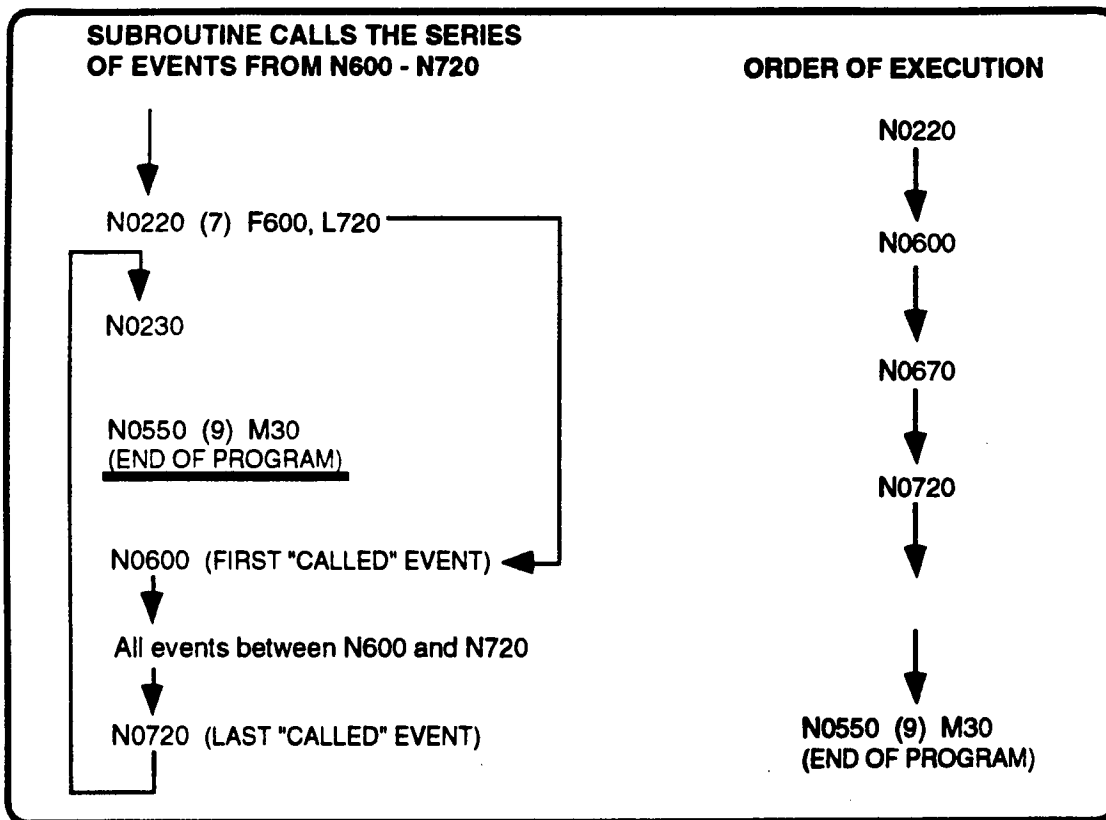 SUBROUTINE CALLS THE SERIES
OF EVENTS FROM N600 - N720
N0220 (7) F600, L720
N0230
N0550 (9) M30
(END OF PROGRAM)
N0600 (FIRST "CALLED" EVENT)
All events between N600 and N720
N0720 (LAST "CALLED" EVENT)
ORDER OF EXECUTION
N0220
N0600
N0670
N0720
N0550 (9) M30
(END OF PROGRAM)